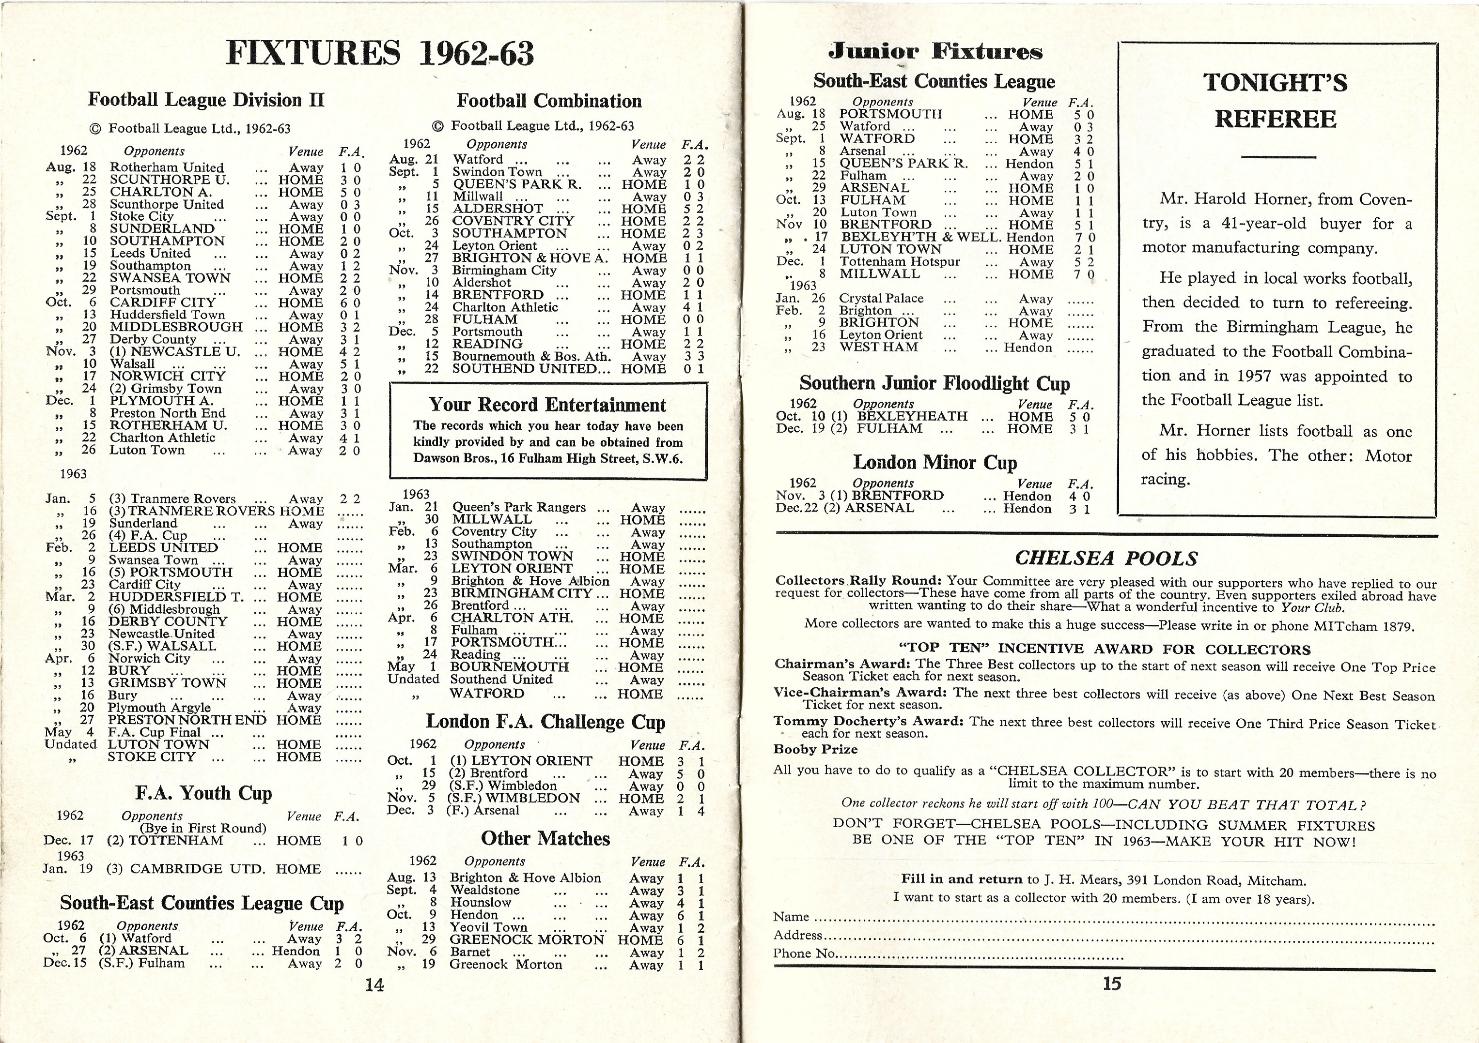 FIXTURES 1962-63
Football League Division II
© Football League Ltd., 1962-63
1962 Opponents Venue F.A.
Aug. 18 Rotherham United ... Away 1 0
„ 22 SCUNTHORPE U. ... HOME 3 0
„ 25 CHARLTON A. ... HOME 5 0
„ 28 Scunthorpe United ... Away 0 3
Sept. 1 Stoke City ... ... Away 0 0
„ 8 SUNDERLAND ... HOME 1 0
„ 10 SOUTHAMPTON ... HOME 2 0
„ 15 Leeds United ... ... Away 0 2
„ 19 Southampton ... ... Away 1 2
„ 22 SWANSEA TOWN ... HOME 2 2
„ 29 Portsmouth ... ... Away 2 0
Oct. 6 CARDIFF CITY ... HOME 6 0
„ 13 Huddersfield Town ... Away 0 1
„ 20 MIDDLESBROUGH ... HOME 3 2
„ 27 Derby County ... ... Away 3 1
Nov. 3 (1) NEWCASTLE U. ... HOME 4 2
„ 10 Walsall ... ... ... Away 5 1
„ 17 NORWICH CITY ... HOME 2 0
„ 24 (2) Grimsby Town ... Away 3 0
Dec. 1 PLYMOUTH A. ... HOME 1 1
„ 8 Preston North End ... Away 3 1
„ 15 ROTHERHAM U. ... HOME 3 0
„ 22 Charlton Athletic ... Away 4 1
„ 26 Luton Town ... ... Away 2 0
1963
Jan. 5 (3) Tranmere Rovers ... Away 2 2
„ 16 (3) TRANMERE ROVERS HOME ......
„ 19 Sunderland ... ... Away ......
„ 26 (4) F.A. Cup ... ... ......
Feb. 2 LEEDS UNITED ... HOME ......
„ 9 Swansea Town ... ... Away ......
„ 16 (5) PORTSMOUTH ... HOME ......
„ 23 Cardiff City ... ... Away ......
Mar. 2 HUDDERSFIELD T. ... HOME ......
„ 9 (6) Middlesbrough ... Away ......
„ 16 DERBY COUNTY ... HOME ......
„ 23 Newcastle United ... Away ......
„ 30 (S.F.) WALSALL ... HOME ......
Apr. 6 Norwich City ... ... Away ......
„ 12 BURY ... ... ... HOME ......
„ 13 GRIMSBY TOWN ... HOME ......
„ 16 Bury ... ... ... Away ......
„ 20 Plymouth Argyle ... Away ......
„ 27 PRESTON NORTH END HOME ......
May 4 F.A. Cup Final ... ... ......
Undated LUTON TOWN ... HOME ......
„ STOKE CITY ... ... HOME ......
F.A. Youth Cup
1962 Opponents Venue F.A.
(Bye in First Round)
Dec. 17 (2) TOTTENHAM ... HOME 1 0
1963
Jan. 19 (3) CAMBRIDGE UTD. HOME ......
South-East Counties League Cup
1962 Opponents Venue F.A.
Oct. 6 (1) Watford ... ... Away 3 2
„ 27 (2) ARSENAL ... ... Hendon 1 0
Dec. 15 (S.F.) Fulham ... ... Away 2 0
Football Combination
© Football League Ltd., 1962-63
1962 Opponents Venue F.A.
Aug. 21 Watford ... ... ... Away 2 2
Sept. 1 Swindon Town ... ... Away 2 0
„ 5 QUEEN'S PARK R. ... HOME 1 0
„ 11 Millwall ... ... ... Away 0 3
„ 15 ALDERSHOT ... ... HOME 5 2
„ 26 COVENTRY CITY ... HOME 2 2
Oct. 3 SOUTHAMPTON ... HOME 2 3
„ 24 Leyton Orient ... ... Away 0 2
„ 27 BRIGHTON & HOVE A. HOME 1 1
Nov. 3 Birmingham City ... Away 0 0
„ 10 Aldershot ... ... Away 2 0
„ 14 BRENTFORD ... ... HOME 1 1
„ 24 Charlton Athletic ... Away 4 1
„ 28 FULHAM ... ... HOME 0 0
Dec. 5 Portsmouth ... ... Away 1 1
„ 12 READING ... ... HOME 2 2
„ 15 Bournemouth & Bos. Ath. Away 3 3
„ 22 SOUTHEND UNITED... HOME 0 1
Your Record Entertainment
The records which you hear today have been
kindly provided by and can be obtained from
Dawson Bros., 16 Fulham High Street, S.W.6.
1963
Jan. 21 Queen's Park Rangers ... Away ......
„ 30 MILLWALL ... ... HOME ......
Feb. 6 Coventry City ... ... Away ......
„ 13 Southampton ... ... Away ......
„ 23 SWINDON TOWN ... HOME ......
Mar. 6 LEYTON ORIENT ... HOME ......
„ 9 Brighton & Hove Albion Away ......
„ 23 BIRMINGHAM CITY ... HOME ......
„ 26 Brentford ... ... ... Away ......
Apr. 6 CHARLTON ATH. ... HOME ......
„ 8 Fulham ... ... ... Away ......
„ 17 PORTSMOUTH... ... HOME ......
„ 24 Reading ... ... ... Away ......
May 1 BOURNEMOUTH ... HOME ......
Undated Southend United ... Away ......
„ WATFORD ... ... HOME ......
London F.A. Challenge Cup
1962 Opponents Venue F.A.
Oct. 1 (1) LEYTON ORIENT HOME 3 1
„ 15 (2) Brentford ... ... Away 5 0
„ 29 (S.F.) Wimbledon ... Away 0 0
Nov. 5 (S.F.) WIMBLEDON ... HOME 2 1
Dec. 3 (F.) Arsenal ... ... Away 1 4
Other Matches
1962 Opponents Venue F.A.
Aug. 13 Brighton & Hove Albion Away 1 1
Sept. 4 Wealdstone ... ... Away 3 1
„ 8 Hounslow ... ... Away 4 1
Oct. 9 Hendon ... ... ... Away 6 1
„ 13 Yeovil Town ... ... Away 1 2
„ 29 GREENOCK MORTON HOME 6 1
Nov. 6 Barnet ... ... ... Away 1 2
„ 19 Greenock Morton ... Away 1 1
14
Junior Fixtures
South-East Counties League
1962 Opponents Venue F.A.
Aug. 18 PORTSMOUTH ... HOME 5 0
„ 25 Watford ... ... ... Away 0 3
Sept. 1 WATFORD ... ... HOME 3 2
„ 8 Arsenal ... ... ... Away 4 0
„ 15 QUEEN'S PARK R. ... Hendon 5 1
„ 22 Fulham ... ... ... Away 2 0
„ 29 ARSENAL ... ... HOME 1 0
Oct. 13 FULHAM ... ... HOME 1 1
„ 20 Luton Town ... ... Away 1 1
Nov 10 BRENTFORD ... ... HOME 5 1
„ 17 BEXLEYH'TH & WELL. Hendon 7 0
„ 24 LUTON TOWN ... HOME 2 1
Dec. 1 Tottenham Hotspur ... Away 5 2
„ 8 MILLWALL ... ... HOME 7 0
1963
Jan. 26 Crystal Palace ... ... Away ......
Feb. 2 Brighton ... ... ... Away ......
„ 9 BRIGHTON ... ... HOME ......
„ 16 Leyton Orient ... ... Away ......
„ 23 WEST HAM ... ... Hendon ......
Southern Junior Floodlight Cup
1962 Opponents Venue F.A.
Oct. 10 (1) BEXLEYHEATH ... HOME 5 0
Dec. 19 (2) FULHAM ... ... HOME 3 1
London Minor Cup
1962 Opponents Venue F.A.
Nov. 3 (1) BRENTFORD ... Hendon 4 0
Dec. 22 (2) ARSENAL ... ... Hendon 3 1
TONIGHT'S
REFEREE
Mr. Harold Horner, from Coven-
try, is a 41-year-old buyer for a
motor manufacturing company.
He played in local works football,
then decided to turn to refereeing.
From the Birmingham League, he
graduated to the Football Combina-
tion and in 1957 was appointed to
the Football League list.
Mr. Horner lists football as one
of his hobbies. The other: Motor
racing.
CHELSEA POOLS
Collectors Rally Round: Your Committee are very pleased with our supporters who have replied to our
request for collectors—These have come from all parts of the country. Even supporters exiled abroad have
written wanting to do their share—What a wonderful incentive to Your Club.
More collectors are wanted to make this a huge success—Please write in or phone MITcham 1879.
"TOP TEN" INCENTIVE AWARD FOR COLLECTORS
Chairman's Award: The Three Best collectors up to the start of next season will receive One Top Price
Season Ticket each for next season.
Vice-Chairman's Award: The next three best collectors will receive (as above) One Next Best Season
Ticket for next season.
Tommy Docherty's Award: The next three best collectors will receive One Third Price Season Ticket
each for next season.
Booby Prize
All you have to do to qualify as a "CHELSEA COLLECTOR" is to start with 20 members—there is no
limit to the maximum number.
One collector reckons he will start off with 100—CAN YOU BEAT THAT TOTAL?
DON'T FORGET—CHELSEA POOLS—INCLUDING SUMMER FIXTURES
BE ONE OF THE "TOP TEN" IN 1963—MAKE YOUR HIT NOW!
Fill in and return to J. H. Mears, 391 London Road, Mitcham.
I want to start as a collector with 20 members. (I am over 18 years).
Name ......
Address......
Phone No......
15